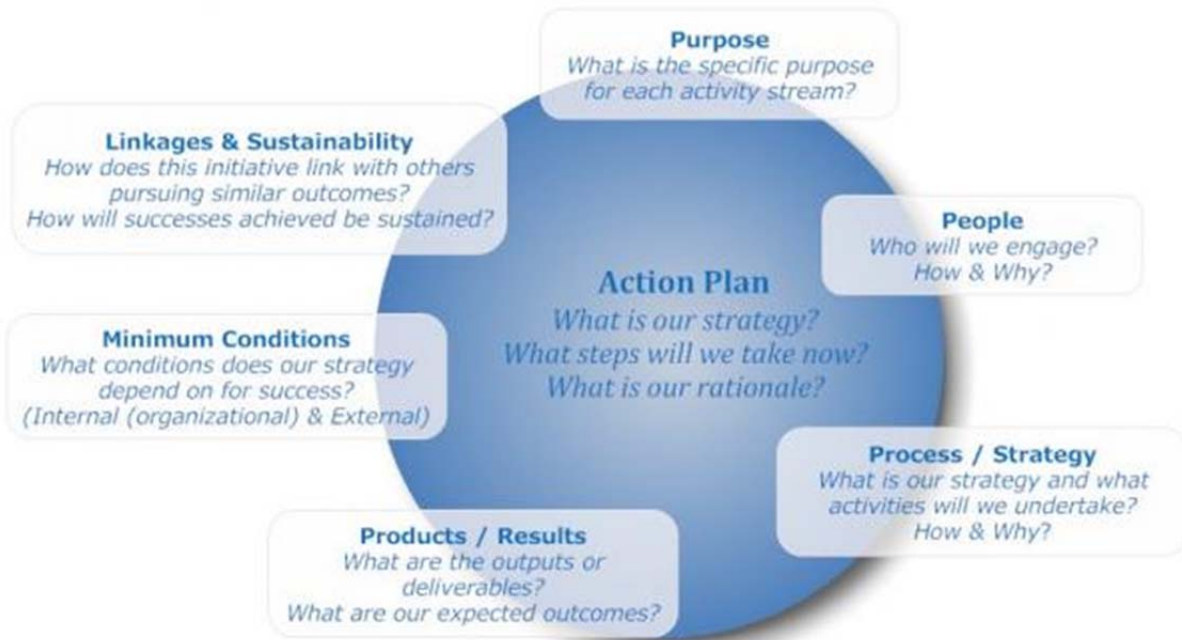 Purpose
What is the specific purpose
for each activity stream?
Linkages & Sustainability
How does this initiative link with others
pursuing similar outcomes?
How will successes achieved be sustained?
People
Who will we engage?
How & Why?
Action Plan
What is our strategy?
What steps will we take now?
What is our rationale?
Minimum Conditions
What conditions does our strategy
depend on for success?
(Internal (organizational) & External)
Process / Strategy
What is our strategy and what
activities will we undertake?
How & Why?
Products / Results
What are the outputs or
deliverables?
What are our expected outcomes?